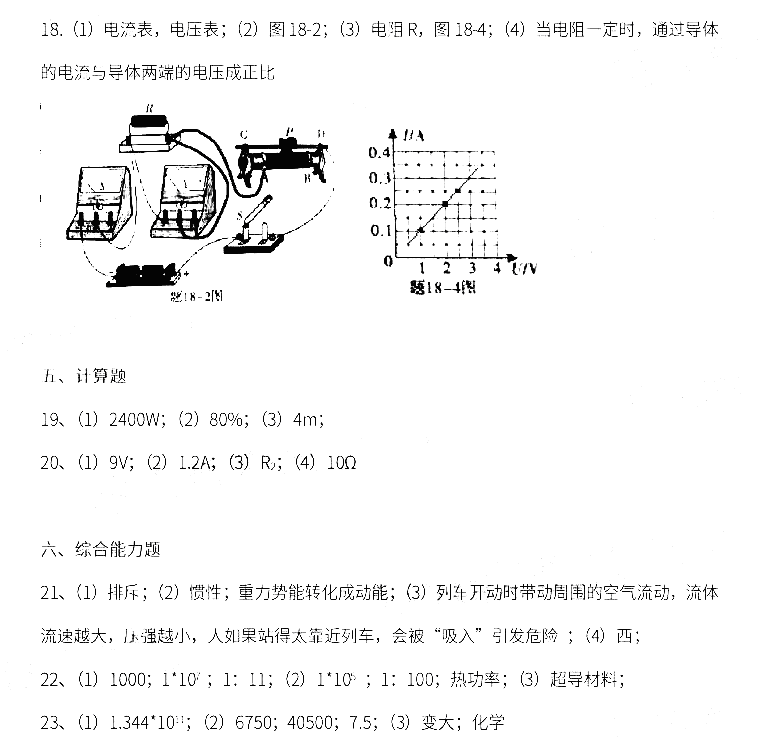 18.（1）电流表，电压表；（2）图18-2；（3）电阻R，图18-4；（4）当电阻一定时，通过导体
的电流与导体两端的电压成正比
R
C P D
A B
S
题18-2图
I/A
0.4
0.3
0.2
0.1
0 1 2 3 4 U/V
题18-4图
五、计算题
19、（1）2400W；（2）80%；（3）4m；
20、（1）9V；（2）1.2A；（3）R₂；（4）10Ω
六、综合能力题
21、（1）排斥；（2）惯性；重力势能转化成动能；（3）列车开动时带动周围的空气流动，流体
流速越大，压强越小，人如果站得太靠近列车，会被“吸入”引发危险 ；（4）西；
22、（1）1000；；1：11；（2）；1：100；热功率；（3）超导材料；
23、（1）；（2）6750；40500；7.5；（3）变大；化学